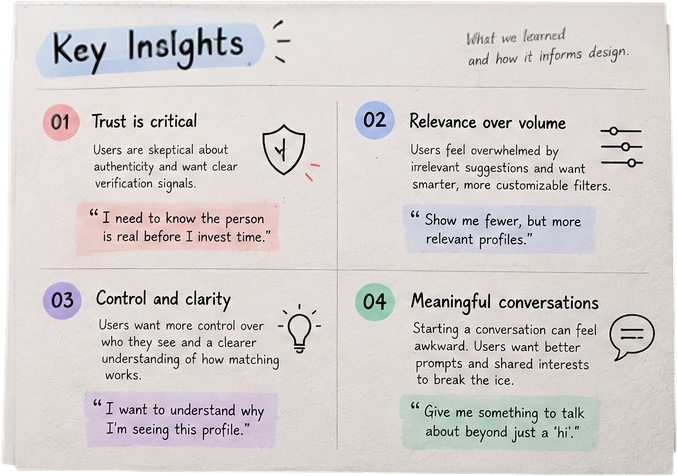 Key Insights
What we learned
and how it informs design.
01 Trust is critical
Users are skeptical about
authenticity and want clear
verification signals.
“ I need to know the person
is real before I invest time.”
02 Relevance over volume
Users feel overwhelmed by
irrelevant suggestions and want
smarter, more customizable filters.
“ Show me fewer, but more
relevant profiles.”
03 Control and clarity
Users want more control over
who they see and a clearer
understanding of how matching
works.
“ I want to understand why
I'm seeing this profile.”
04 Meaningful conversations
Starting a conversation can feel
awkward. Users want better
prompts and shared interests
to break the ice.
“ Give me something to talk
about beyond just a 'hi'.”